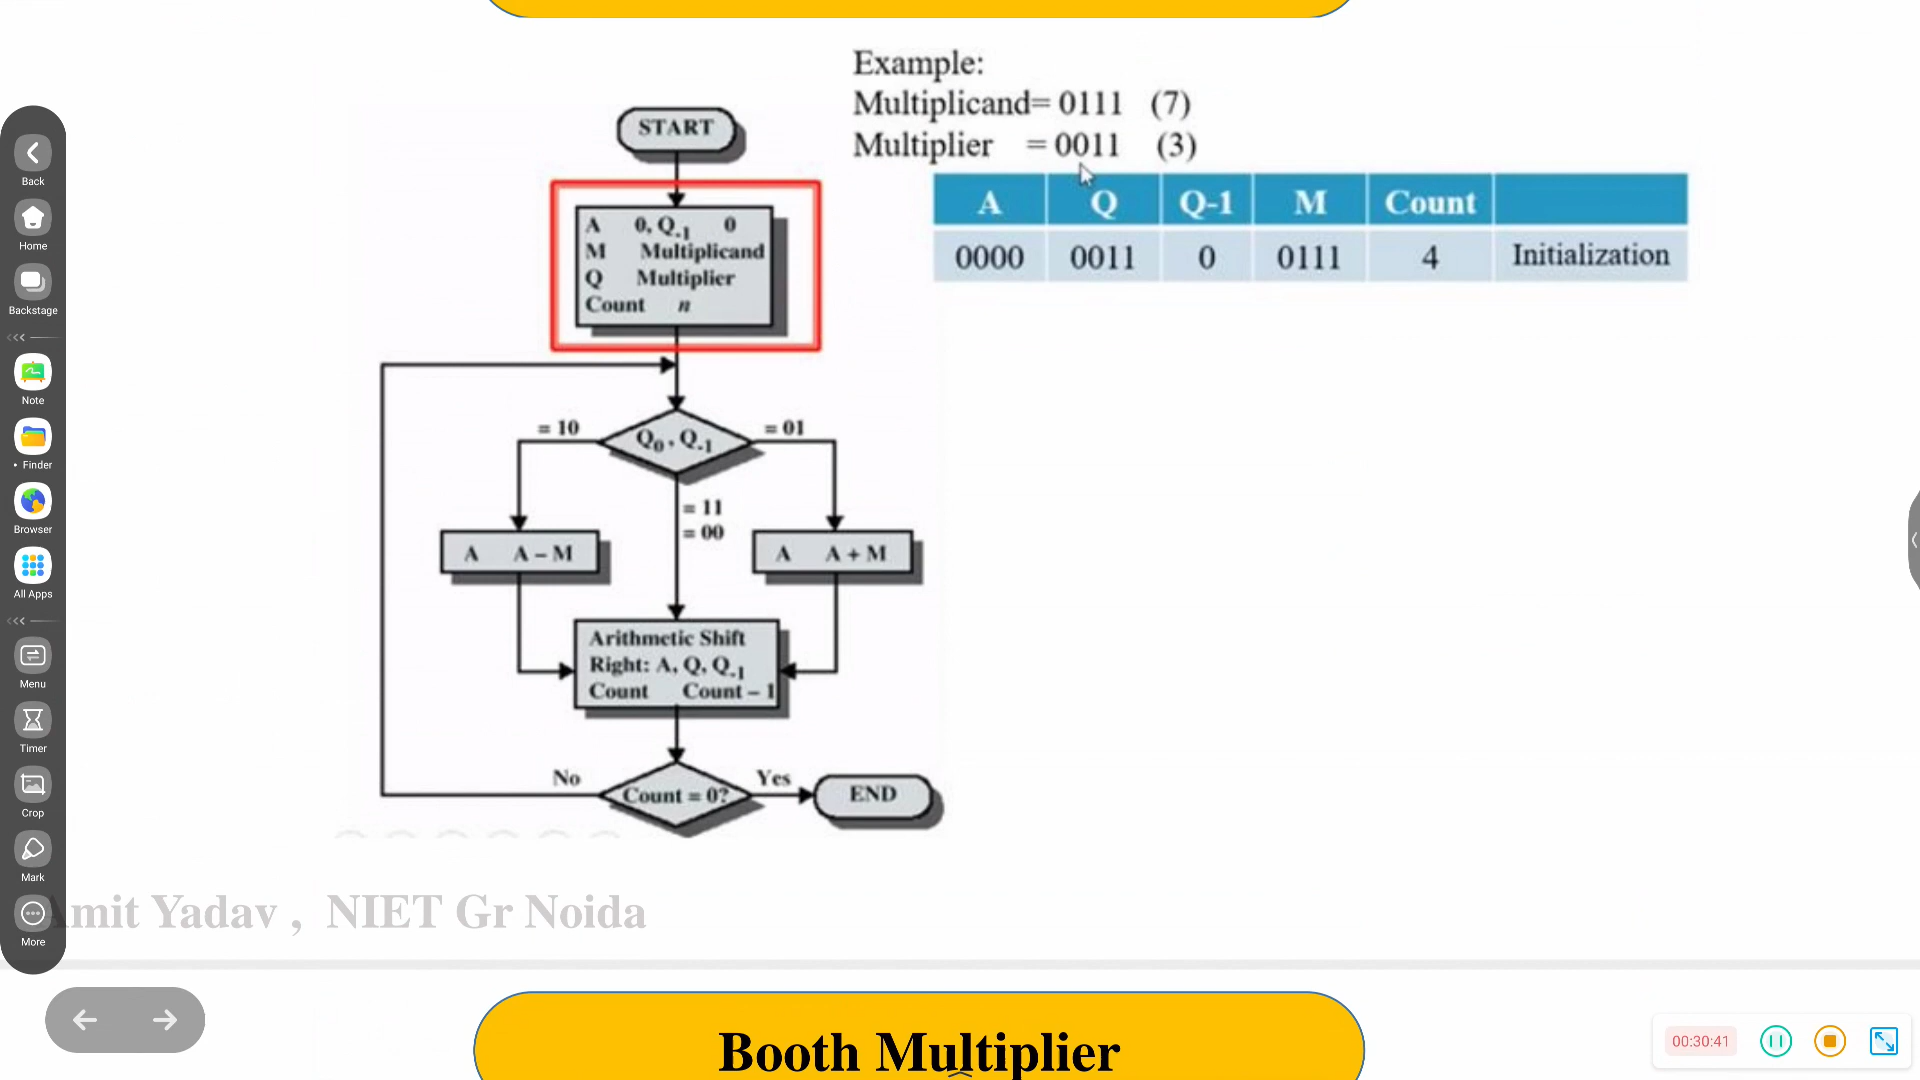 Example:
Multiplicand= 0111 (7)
Multiplier = 0011 (3)
START
A 0, Q-1 0
M Multiplicand
Q Multiplier
Count n
A Q Q-1 M Count
0000 0011 0 0111 4 Initialization
= 10
Q0, Q-1
= 01
= 11
= 00
A A – M
A A + M
Arithmetic Shift
Right: A, Q, Q-1
Count Count – 1
No
Count = 0?
Yes
END
Amit Yadav , NIET Gr Noida
Booth Multiplier
Back
Home
Backstage
Note
• Finder
Browser
All Apps
Menu
Timer
Crop
Mark
More
00:30:41